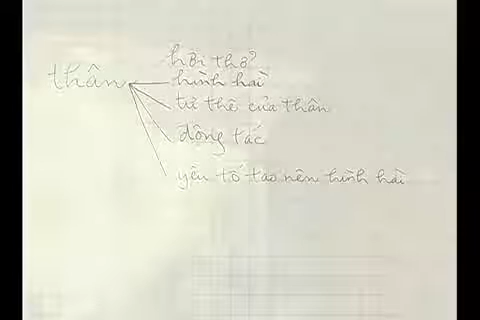 hơi thở
thân
hình hài
tư thế của thân
động tác
yếu tố tạo nên hình hài